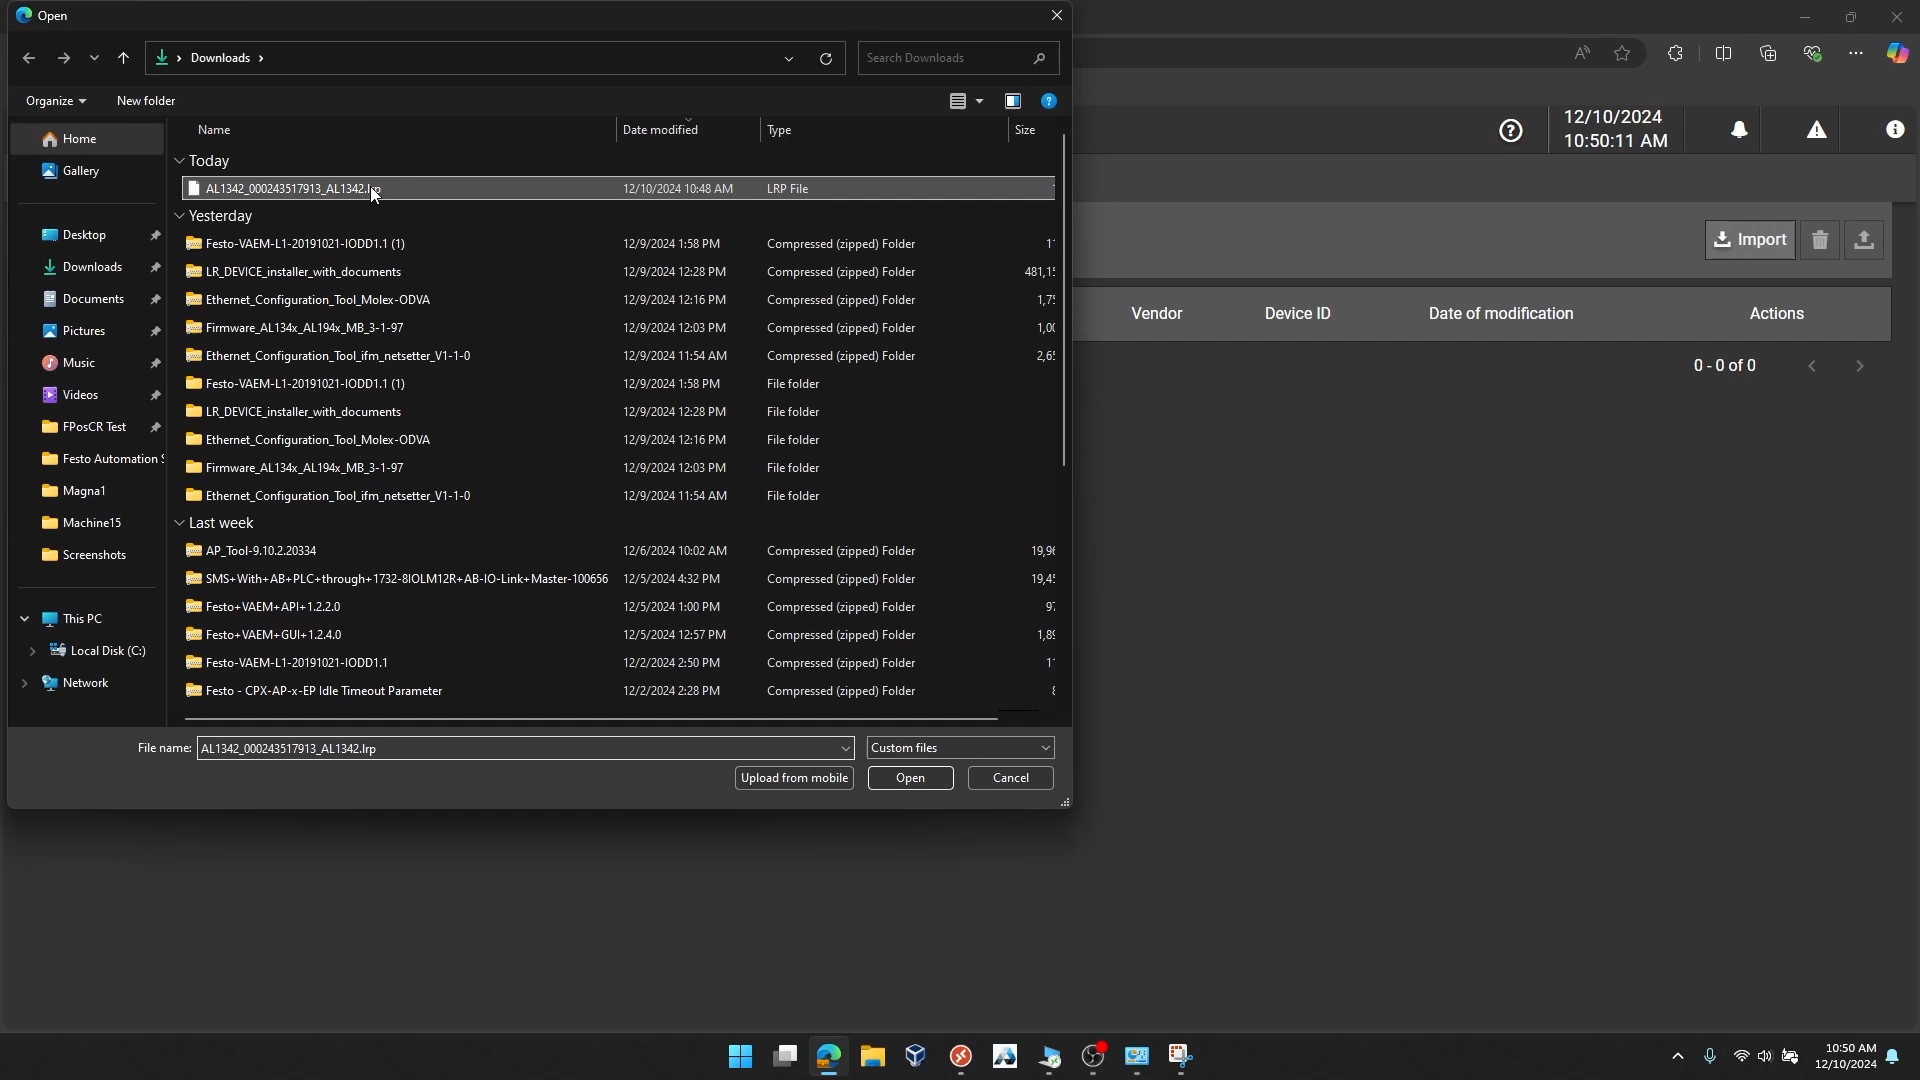 Open
Downloads
Search Downloads
Organize
New folder
Name
Date modified
Type
Size
Home
Gallery
Desktop
Downloads
Documents
Pictures
Music
Videos
FPosCR Test
Festo Automation
Magna1
Machine15
Screenshots
This PC
Local Disk (C:)
Network
Today
AL1342_000243517913_AL1342.lrp 12/10/2024 10:48 AM LRP File
Yesterday
Festo-VAEM-L1-20191021-IODD1.1 (1) 12/9/2024 1:58 PM Compressed (zipped) Folder
LR_DEVICE_installer_with_documents 12/9/2024 12:28 PM Compressed (zipped) Folder
Ethernet_Configuration_Tool_Molex-ODVA 12/9/2024 12:16 PM Compressed (zipped) Folder
Firmware_AL134x_AL194x_MB_3-1-97 12/9/2024 12:03 PM Compressed (zipped) Folder
Ethernet_Configuration_Tool_ifm_netsetter_V1-1-0 12/9/2024 11:54 AM Compressed (zipped) Folder
Festo-VAEM-L1-20191021-IODD1.1 (1) 12/9/2024 1:58 PM File folder
LR_DEVICE_installer_with_documents 12/9/2024 12:28 PM File folder
Ethernet_Configuration_Tool_Molex-ODVA 12/9/2024 12:16 PM File folder
Firmware_AL134x_AL194x_MB_3-1-97 12/9/2024 12:03 PM File folder
Ethernet_Configuration_Tool_ifm_netsetter_V1-1-0 12/9/2024 11:54 AM File folder
Last week
AP_Tool-9.10.2.20334 12/6/2024 10:02 AM Compressed (zipped) Folder
SMS+With+AB+PLC+through+1732-8IOLM12R+AB-IO-Link+Master-100656 12/5/2024 4:32 PM Compressed (zipped) Folder
Festo+VAEM+API+1.2.2.0 12/5/2024 1:00 PM Compressed (zipped) Folder
Festo+VAEM+GUI+1.2.4.0 12/5/2024 12:57 PM Compressed (zipped) Folder
Festo-VAEM-L1-20191021-IODD1.1 12/2/2024 2:50 PM Compressed (zipped) Folder
Festo - CPX-AP-x-EP Idle Timeout Parameter 12/2/2024 2:28 PM Compressed (zipped) Folder
File name: AL1342_000243517913_AL1342.lrp
Custom files
Upload from mobile
Open
Cancel
12/10/2024
10:50:11 AM
Import
Vendor
Device ID
Date of modification
Actions
0 - 0 of 0
10:50 AM
12/10/2024